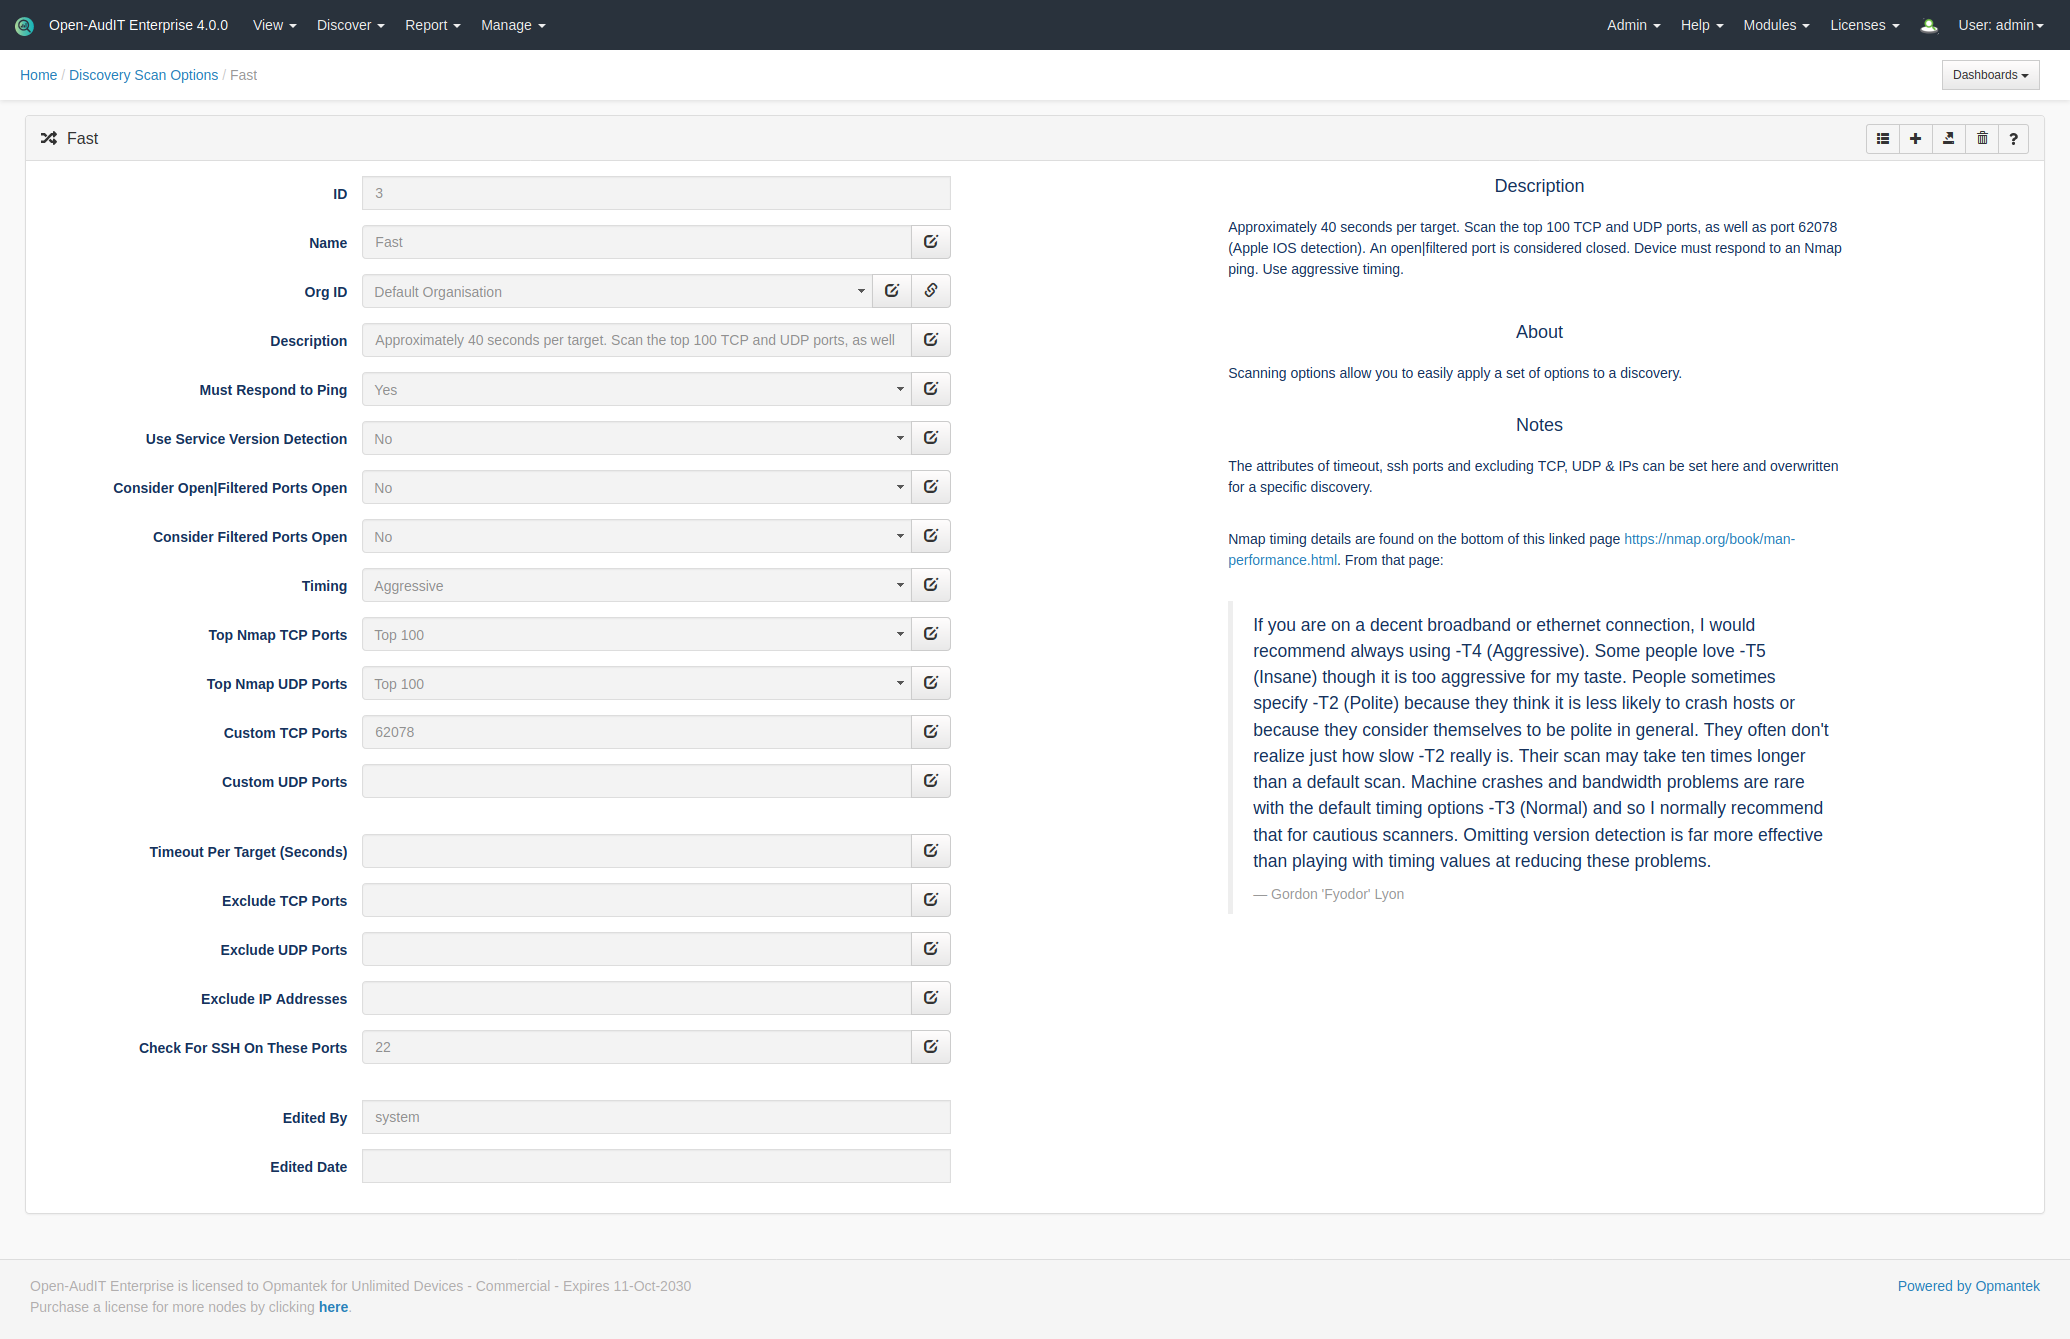 Open-AudIT Enterprise 4.0.0 View Discover Report Manage Admin Help Modules Licenses User: admin
Home / Discovery Scan Options / Fast Dashboards
Fast ?
ID 3
Name Fast
Org ID Default Organisation
Description Approximately 40 seconds per target. Scan the top 100 TCP and UDP ports, as well
Must Respond to Ping Yes
Use Service Version Detection No
Consider Open|Filtered Ports Open No
Consider Filtered Ports Open No
Timing Aggressive
Top Nmap TCP Ports Top 100
Top Nmap UDP Ports Top 100
Custom TCP Ports 62078
Custom UDP Ports
Timeout Per Target (Seconds)
Exclude TCP Ports
Exclude UDP Ports
Exclude IP Addresses
Check For SSH On These Ports 22
Edited By system
Edited Date
Description
Approximately 40 seconds per target. Scan the top 100 TCP and UDP ports, as well as port 62078
(Apple IOS detection). An open|filtered port is considered closed. Device must respond to an Nmap
ping. Use aggressive timing.
About
Scanning options allow you to easily apply a set of options to a discovery.
Notes
The attributes of timeout, ssh ports and excluding TCP, UDP & IPs can be set here and overwritten
for a specific discovery.
Nmap timing details are found on the bottom of this linked page https://nmap.org/book/man-
performance.html. From that page:
If you are on a decent broadband or ethernet connection, I would
recommend always using -T4 (Aggressive). Some people love -T5
(Insane) though it is too aggressive for my taste. People sometimes
specify -T2 (Polite) because they think it is less likely to crash hosts or
because they consider themselves to be polite in general. They often don't
realize just how slow -T2 really is. Their scan may take ten times longer
than a default scan. Machine crashes and bandwidth problems are rare
with the default timing options -T3 (Normal) and so I normally recommend
that for cautious scanners. Omitting version detection is far more effective
than playing with timing values at reducing these problems.
— Gordon 'Fyodor' Lyon
Open-AudIT Enterprise is licensed to Opmantek for Unlimited Devices - Commercial - Expires 11-Oct-2030
Purchase a license for more nodes by clicking here.
Powered by Opmantek